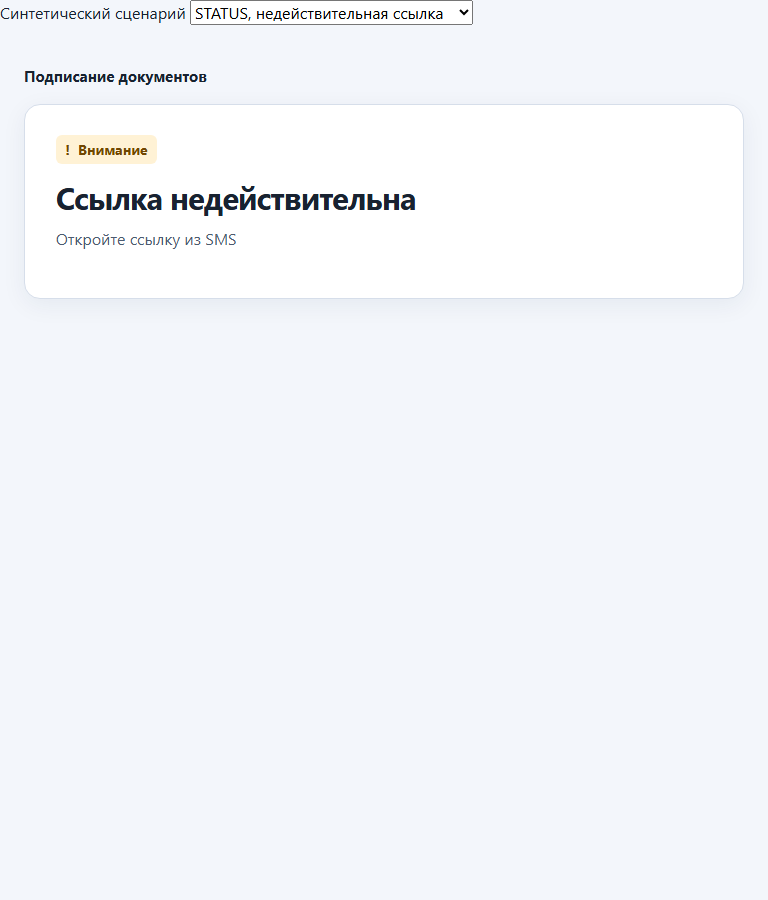 Синтетический сценарий STATUS, недействительная ссылка
Подписание документов
! Внимание
Ссылка недействительна
Откройте ссылку из SMS